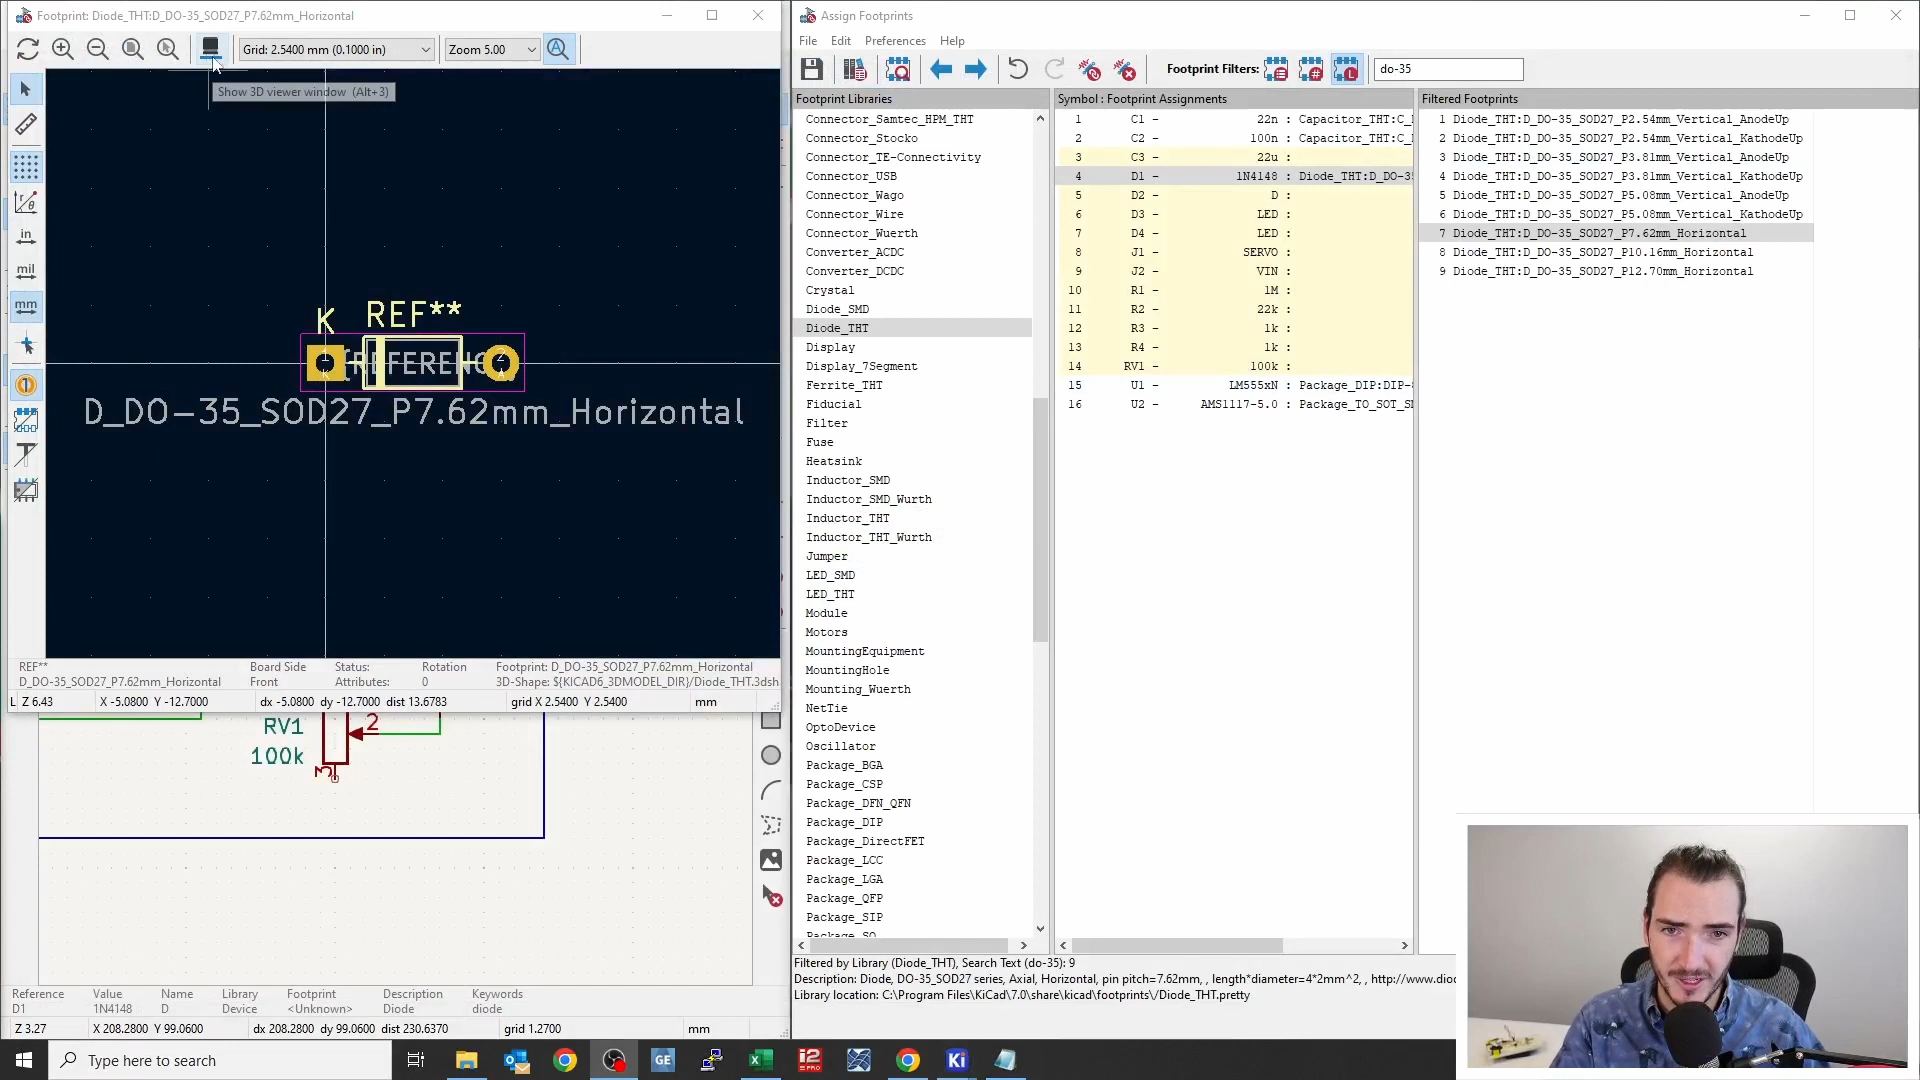 Footprint: Diode_THT:D_DO-35_SOD27_P7.62mm_Horizontal
Grid: 2.5400 mm (0.1000 in)
Zoom 5.00
Show 3D viewer window (Alt+3)
in
mil
mm
K
REF**
1
K
2
A
D_DO-35_SOD27_P7.62mm_Horizontal
REF**
D_DO-35_SOD27_P7.62mm_Horizontal
Board Side
Front
Status:
Attributes:
Rotation
0
Footprint: D_DO-35_SOD27_P7.62mm_Horizontal
3D-Shape: ${KICAD6_3DMODEL_DIR}/Diode_THT.3dsh
L Z 6.43
X -5.0800 Y -12.7000
dx -5.0800 dy -12.7000 dist 13.6783
grid X 2.5400 Y 2.5400
mm
RV1
100k
2
3
Reference
D1
Value
1N4148
Name
D
Library
Device
Footprint
<Unknown>
Description
Diode
Keywords
diode
Z 3.27
X 208.2800 Y 99.0600
dx 208.2800 dy 99.0600 dist 230.6370
grid 1.2700
mm
Assign Footprints
File Edit Preferences Help
Footprint Filters:
do-35
Footprint Libraries
Connector_Samtec_HPM_THT
Connector_Stocko
Connector_TE-Connectivity
Connector_USB
Connector_Wago
Connector_Wire
Connector_Wuerth
Converter_ACDC
Converter_DCDC
Crystal
Diode_SMD
Diode_THT
Display
Display_7Segment
Ferrite_THT
Fiducial
Filter
Fuse
Heatsink
Inductor_SMD
Inductor_SMD_Wurth
Inductor_THT
Inductor_THT_Wurth
Jumper
LED_SMD
LED_THT
Module
Motors
MountingEquipment
MountingHole
Mounting_Wuerth
NetTie
OptoDevice
Oscillator
Package_BGA
Package_CSP
Package_DFN_QFN
Package_DIP
Package_DirectFET
Package_LCC
Package_LGA
Package_QFP
Package_SIP
Package_SO
Symbol : Footprint Assignments
1 C1 - 22n : Capacitor_THT:C_
2 C2 - 100n : Capacitor_THT:C_
3 C3 - 22u :
4 D1 - 1N4148 : Diode_THT:D_DO-35
5 D2 - D :
6 D3 - LED :
7 D4 - LED :
8 J1 - SERVO :
9 J2 - VIN :
10 R1 - 1M :
11 R2 - 22k :
12 R3 - 1k :
13 R4 - 1k :
14 RV1 - 100k :
15 U1 - LM555xN : Package_DIP:DIP-
16 U2 - AMS1117-5.0 : Package_TO_SOT_S
Filtered Footprints
1 Diode_THT:D_DO-35_SOD27_P2.54mm_Vertical_AnodeUp
2 Diode_THT:D_DO-35_SOD27_P2.54mm_Vertical_KathodeUp
3 Diode_THT:D_DO-35_SOD27_P3.81mm_Vertical_AnodeUp
4 Diode_THT:D_DO-35_SOD27_P3.81mm_Vertical_KathodeUp
5 Diode_THT:D_DO-35_SOD27_P5.08mm_Vertical_AnodeUp
6 Diode_THT:D_DO-35_SOD27_P5.08mm_Vertical_KathodeUp
7 Diode_THT:D_DO-35_SOD27_P7.62mm_Horizontal
8 Diode_THT:D_DO-35_SOD27_P10.16mm_Horizontal
9 Diode_THT:D_DO-35_SOD27_P12.70mm_Horizontal
Filtered by Library (Diode_THT), Search Text (do-35): 9
Description: Diode, DO-35_SOD27 series, Axial, Horizontal, pin pitch=7.62mm, , length*diameter=4*2mm^2, , http://www.dioc
Library location: C:\Program Files\KiCad\7.0\share\kicad\footprints\/Diode_THT.pretty
Type here to search
GE
i2
PRO
Ki